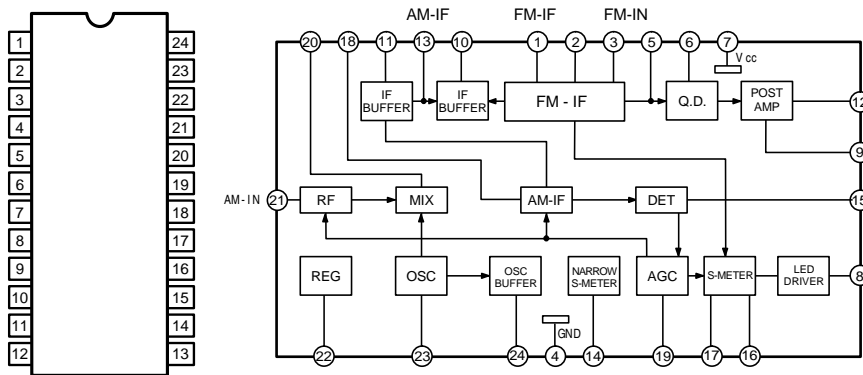 AM-IF FM-IF FM-IN
20 18 11 13 10 1 2 3 5 6 7
Vcc
1 24
2 23
3 22
4 21
5 20
6 19
7 18
8 17
9 16
10 15
11 14
12 13
IF BUFFER
IF BUFFER
FM - IF
Q.D.
POST AMP
12
9
AM-IN 21
RF
MIX
AM-IF
DET
15
REG
OSC
OSC BUFFER
NARROW S-METER
AGC
S-METER
LED DRIVER
8
GND
22 23 24 4 14 19 17 16